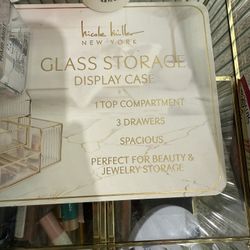 nicole miller
NEW YORK
GLASS STORAGE
DISPLAY CASE
1 TOP COMPARTMENT
3 DRAWERS
SPACIOUS
PERFECT FOR BEAUTY &
JEWELRY STORAGE